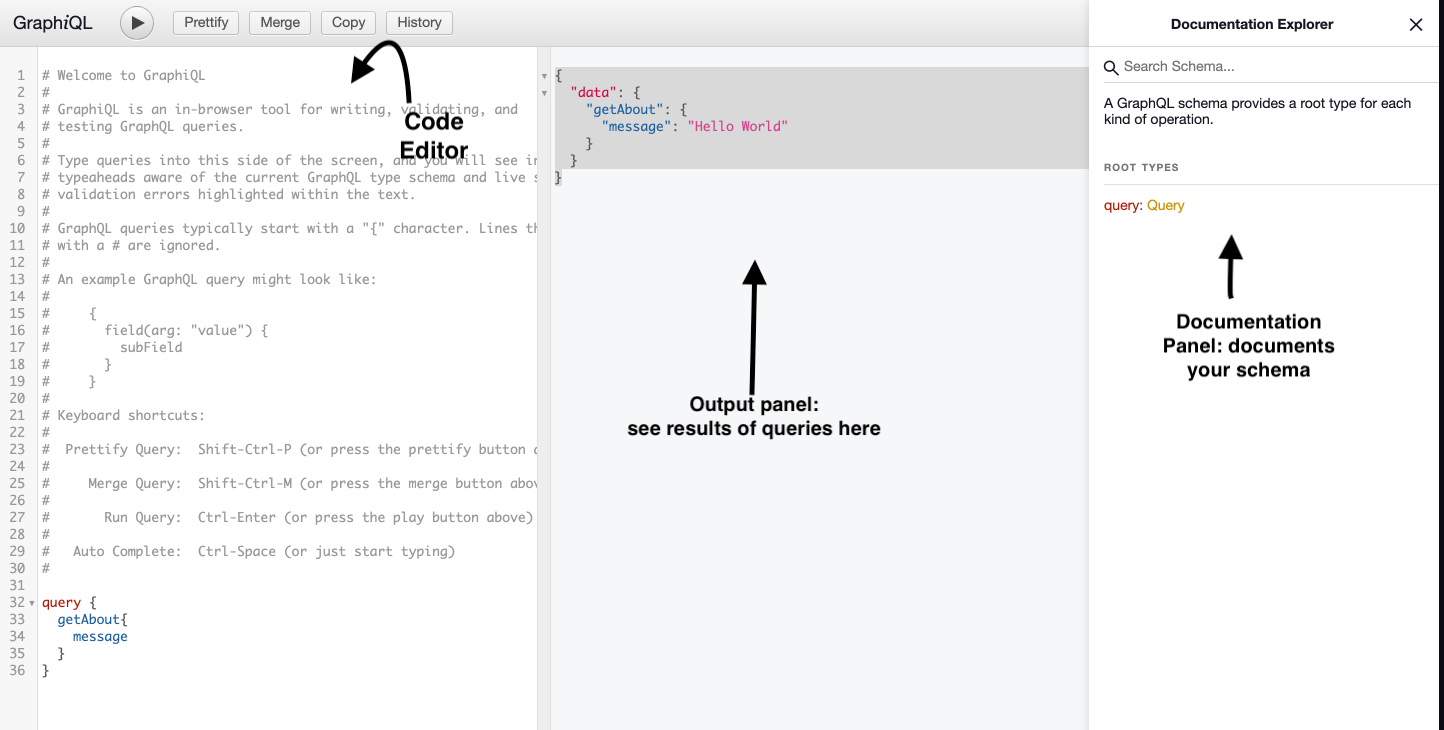 GraphiQL
Prettify
Merge
Copy
History
1 # Welcome to GraphiQL
2 #
3 # GraphiQL is an in-browser tool for writing, validating, and
4 # testing GraphQL queries.
5 #
6 # Type queries into this side of the screen, and you will see in
7 # typeaheads aware of the current GraphQL type schema and live s
8 # validation errors highlighted within the text.
9 #
10 # GraphQL queries typically start with a "{" character. Lines th
11 # with a # are ignored.
12 #
13 # An example GraphQL query might look like:
14 #
15 #     {
16 #       field(arg: "value") {
17 #         subField
18 #       }
19 #     }
20 #
21 # Keyboard shortcuts:
22 #
23 #  Prettify Query:  Shift-Ctrl-P (or press the prettify button a
24 #
25 #     Merge Query:  Shift-Ctrl-M (or press the merge button abov
26 #
27 #       Run Query:  Ctrl-Enter (or press the play button above)
28 #
29 #   Auto Complete:  Ctrl-Space (or just start typing)
30 #
31
32 query {
33   getAbout{
34     message
35   }
36 }
Code
Editor
{
  "data": {
    "getAbout": {
      "message": "Hello World"
    }
  }
}
Output panel:
see results of queries here
Documentation Explorer
Search Schema...
A GraphQL schema provides a root type for each
kind of operation.
ROOT TYPES
query: Query
Documentation
Panel: documents
your schema